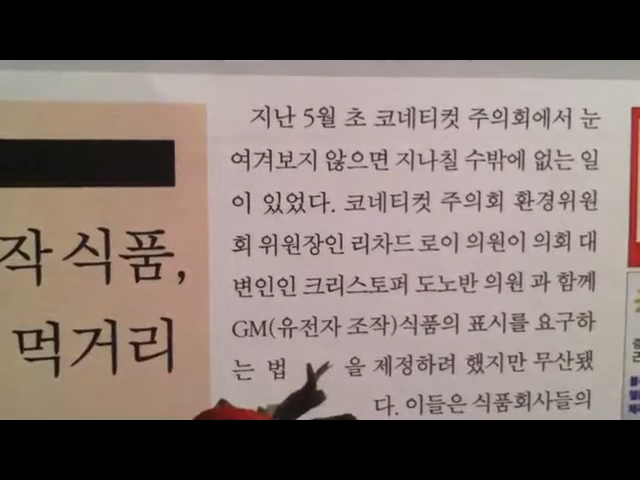 작 식품,
먹거리
지난 5월 초 코네티컷 주의회에서 눈
여겨보지 않으면 지나칠 수밖에 없는 일
이 있었다. 코네티컷 주의회 환경위원
회 위원장인 리차드 로이 의원이 의회 대
변인인 크리스토퍼 도노반 의원 과 함께
GM(유전자 조작)식품의 표시를 요구하
는 법 을 제정하려 했지만 무산됐
다. 이들은 식품회사들의